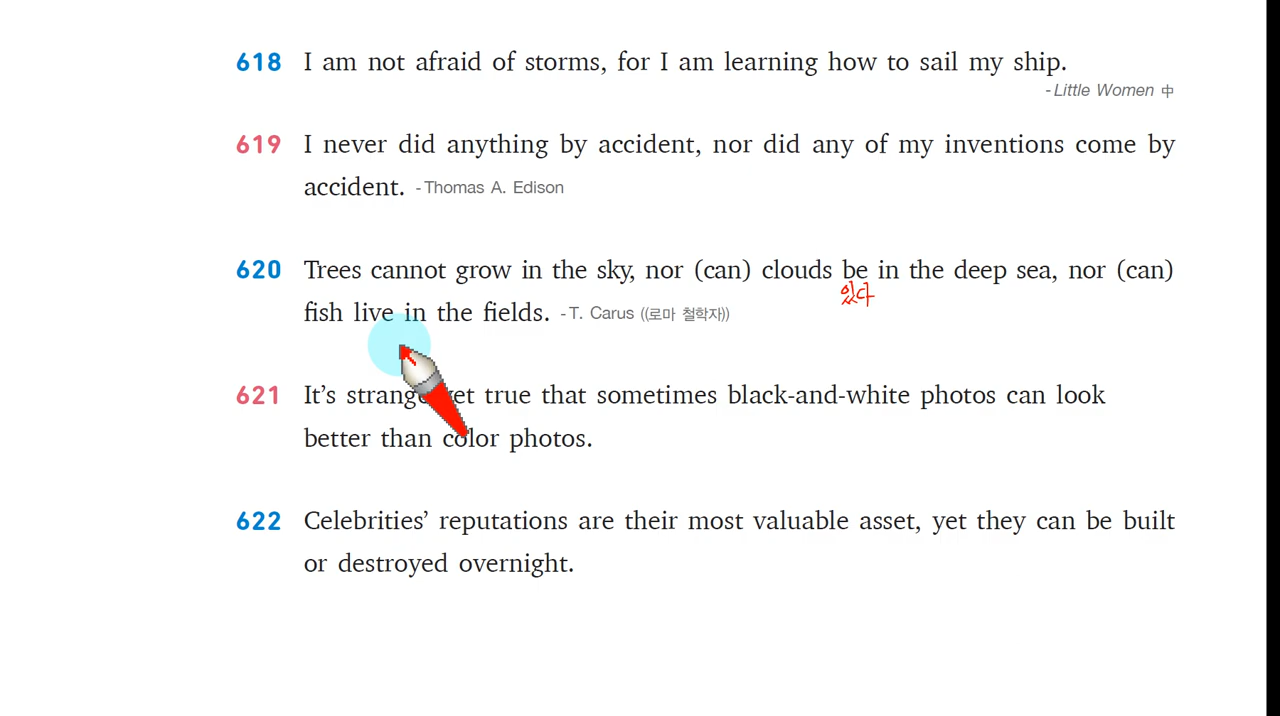 618 I am not afraid of storms, for I am learning how to sail my ship.
- Little Women 中
619 I never did anything by accident, nor did any of my inventions come by
accident. - Thomas A. Edison
620 Trees cannot grow in the sky, nor (can) clouds be in the deep sea, nor (can)
있다
fish live in the fields. - T. Carus ((로마 철학자))
621 It's strange yet true that sometimes black-and-white photos can look
better than color photos.
622 Celebrities' reputations are their most valuable asset, yet they can be built
or destroyed overnight.